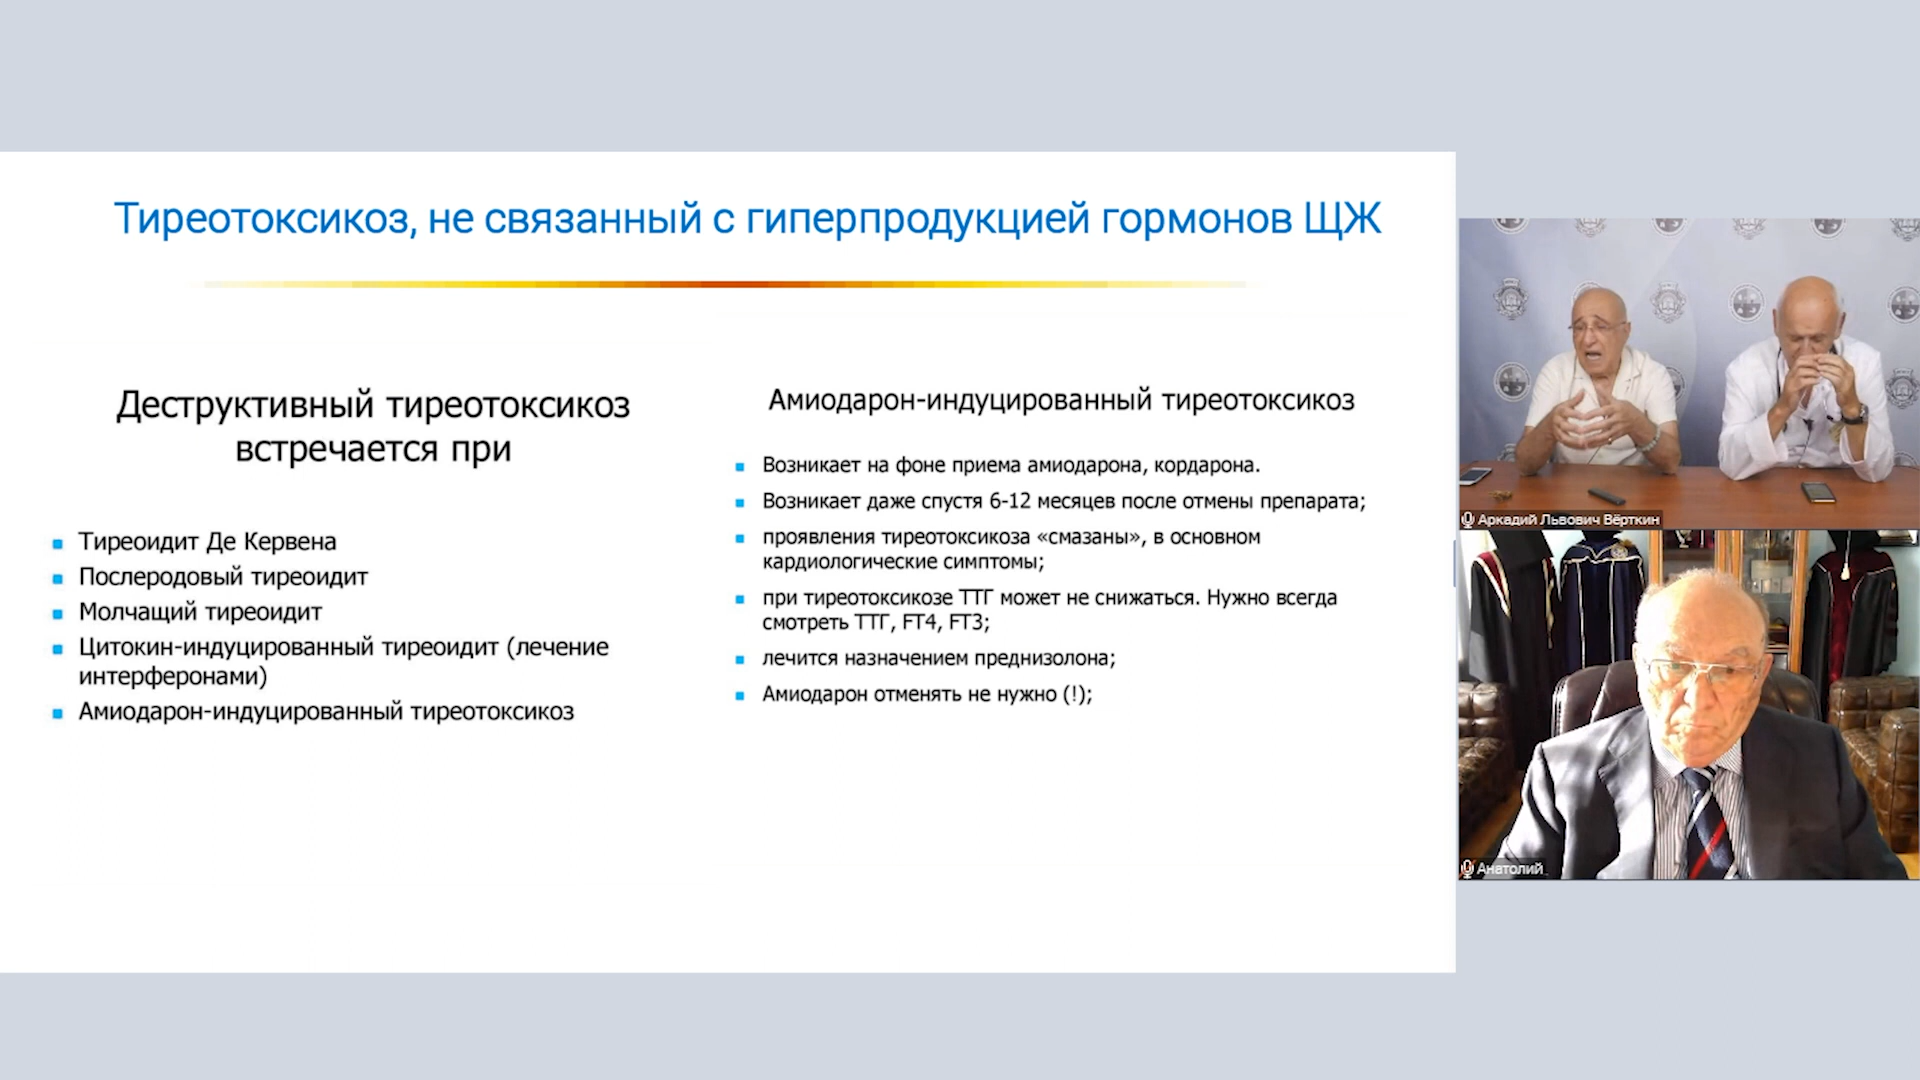 Тиреотоксикоз, не связанный с гиперпродукцией гормонов ЩЖ
Деструктивный тиреотоксикоз
встречается при
Тиреоидит Де Кервена
Послеродовый тиреоидит
Молчащий тиреоидит
Цитокин-индуцированный тиреоидит (лечение
интерферонами)
Амиодарон-индуцированный тиреотоксикоз
Амиодарон-индуцированный тиреотоксикоз
Возникает на фоне приема амиодарона, кордарона.
Возникает даже спустя 6-12 месяцев после отмены препарата;
проявления тиреотоксикоза «смазаны», в основном
кардиологические симптомы;
при тиреотоксикозе ТТГ может не снижаться. Нужно всегда
смотреть ТТГ, FT4, FT3;
лечится назначением преднизолона;
Амиодарон отменять не нужно (!);
Аркадий Львович Вёрткин
Анатолий